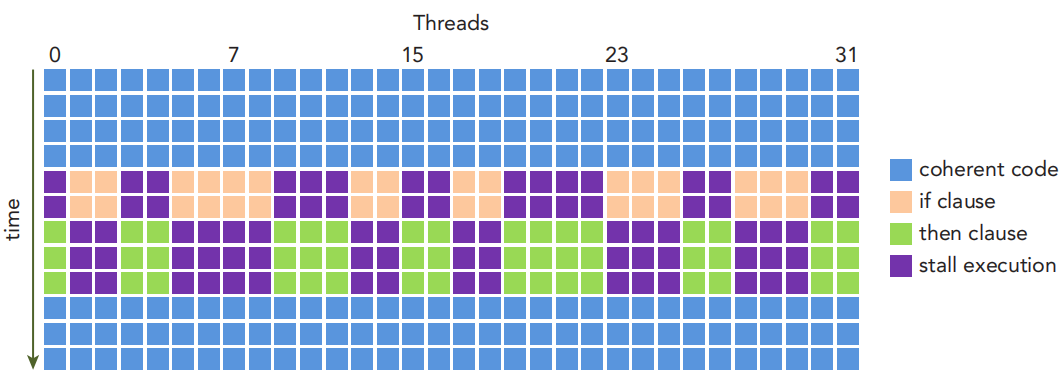 Threads
0 7 15 23 31
time
coherent code
if clause
then clause
stall execution